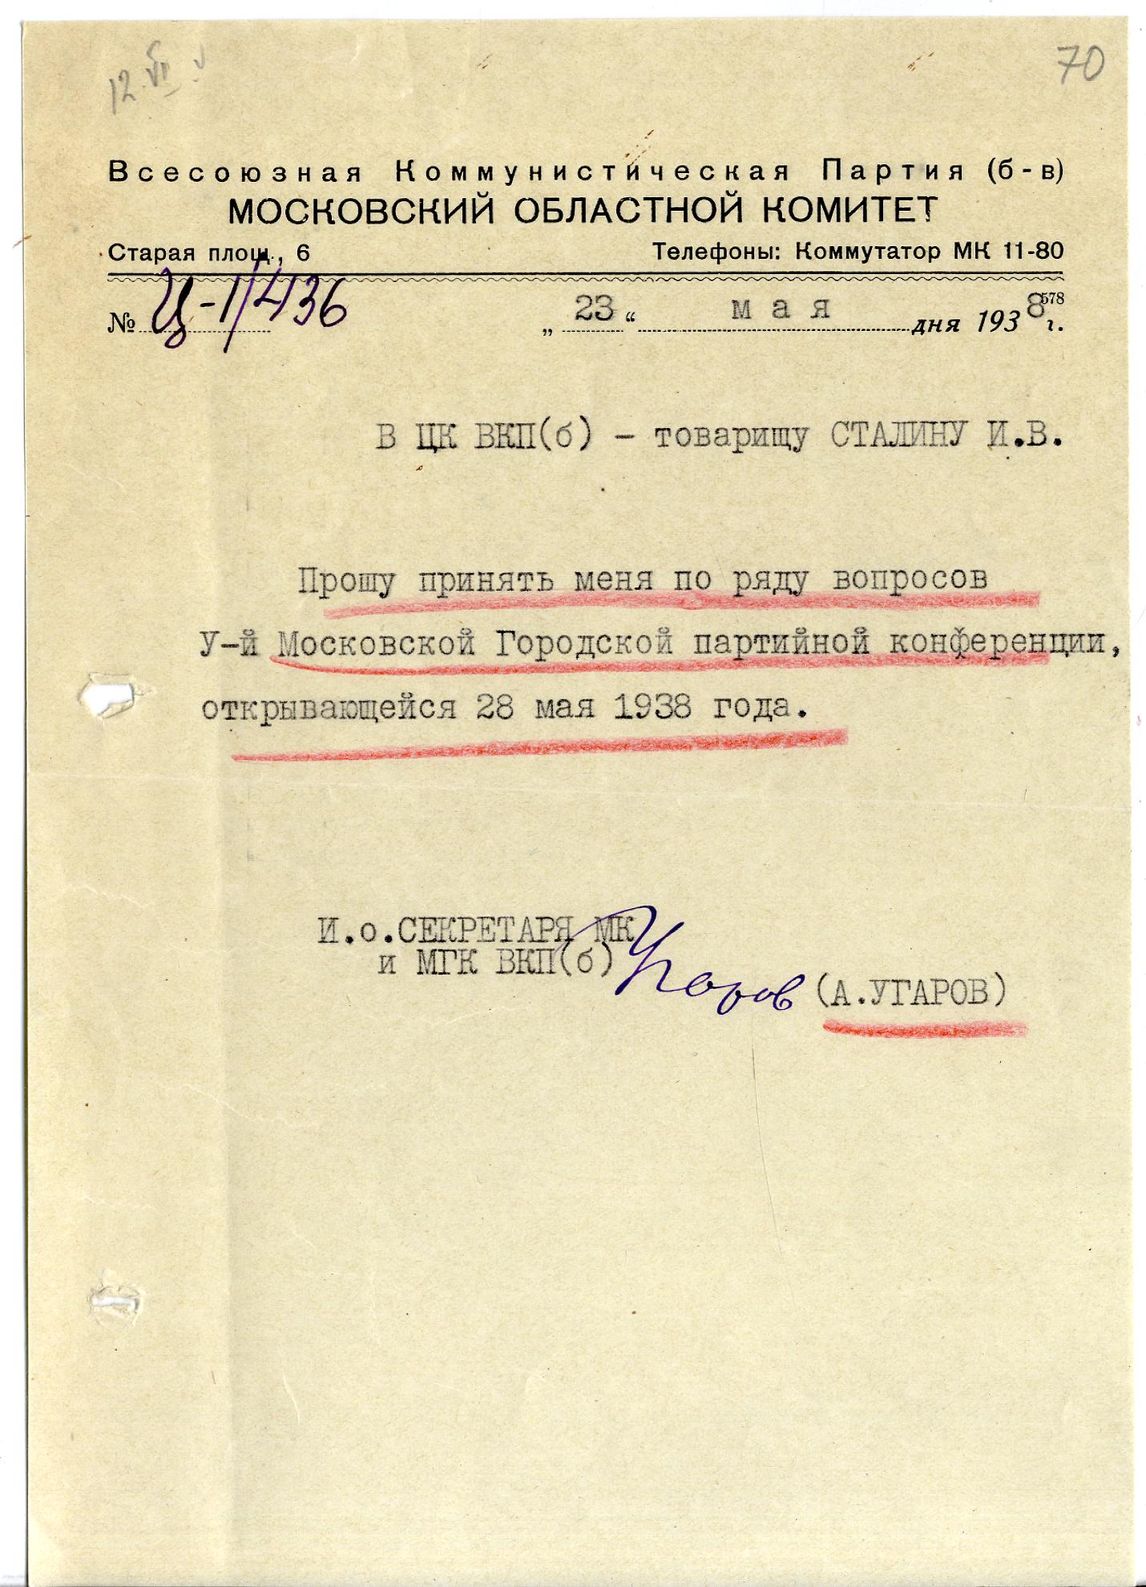 70
Всесоюзная Коммунистическая Партия (б-в)
МОСКОВСКИЙ ОБЛАСТНОЙ КОМИТЕТ
Старая площ., 6 Телефоны: Коммутатор МК 11-80
№ Ц-1/436 „23“ мая дня 1938 г. 578
В ЦК ВКП(б) – товарищу СТАЛИНУ И.В.
Прошу принять меня по ряду вопросов
У-й Московской Городской партийной конференции,
открывающейся 28 мая 1938 года.
И.о.СЕКРЕТАРЯ МК
и МГК ВКП(б) Угаров (А.УГАРОВ)